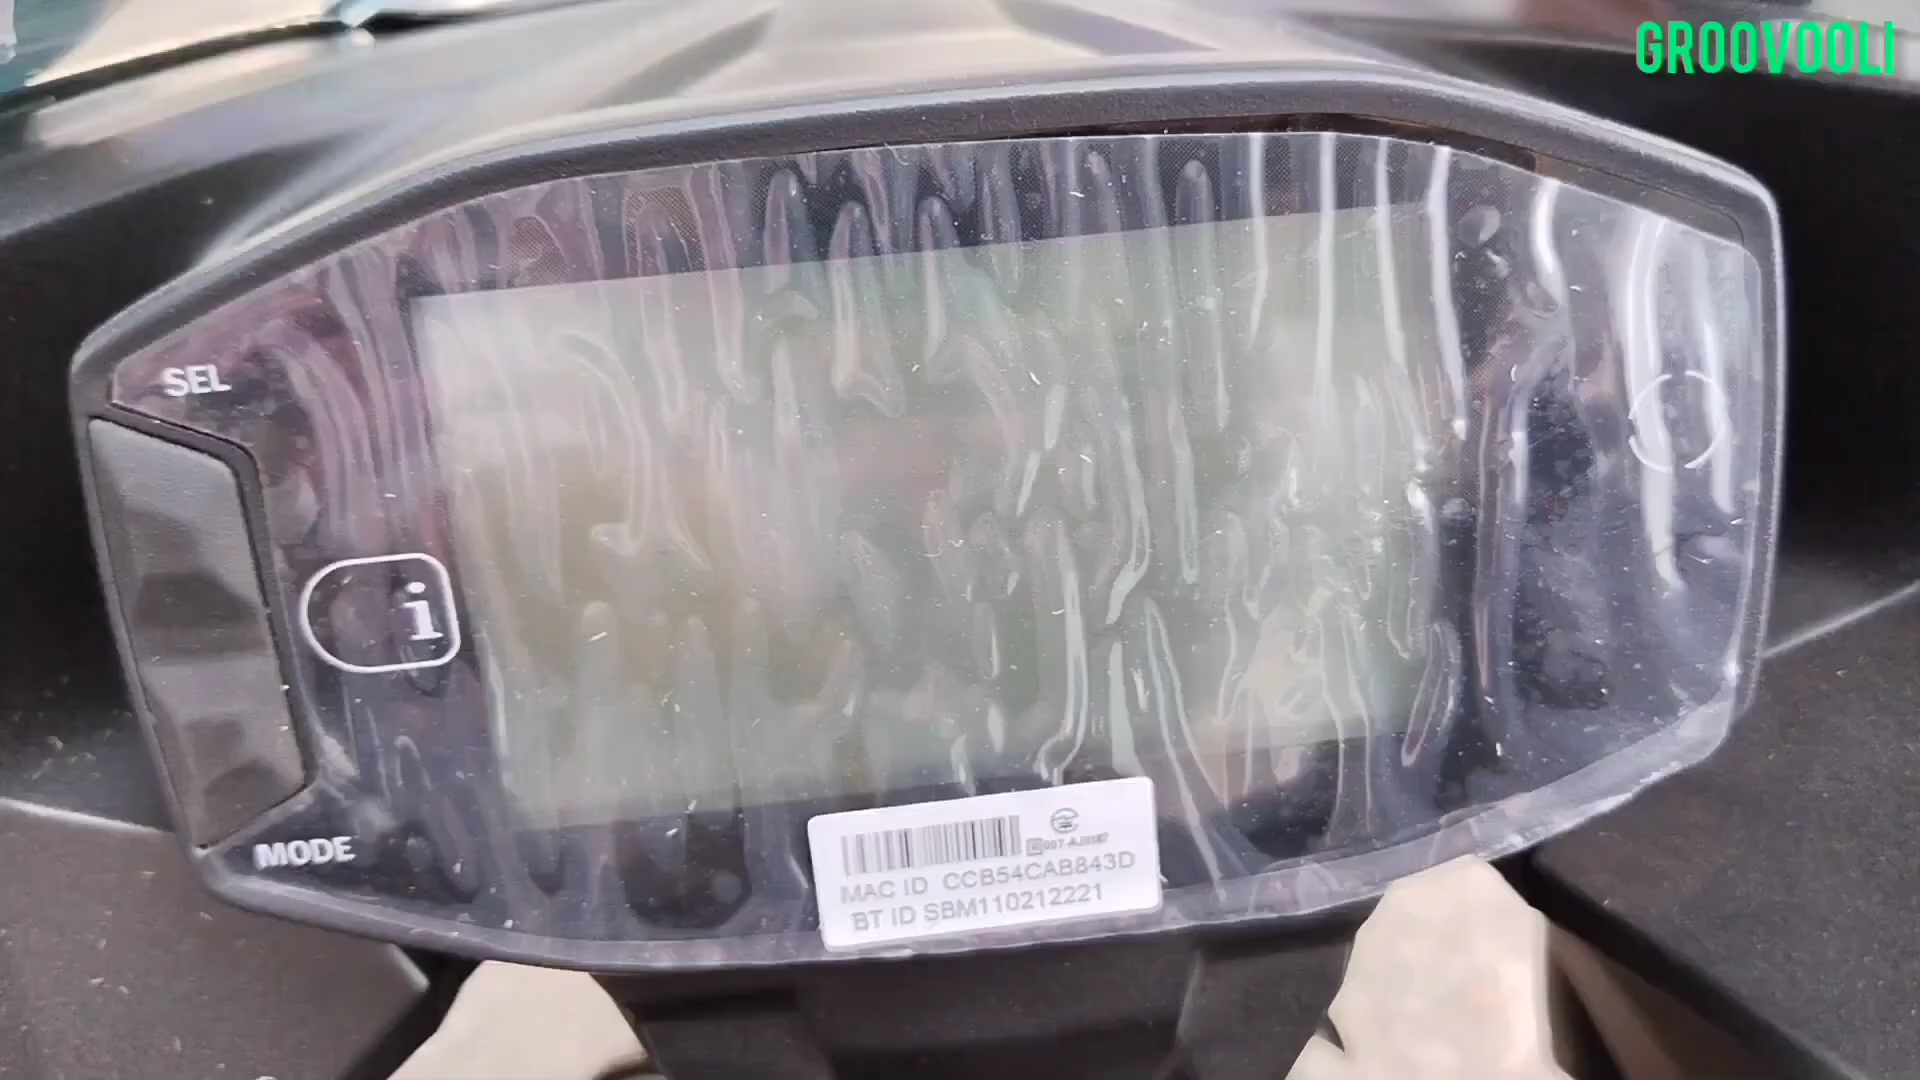 GROOVOOLI
SEL
i
MODE
MAC ID CCB54CAB843D
BT ID SBM110212221